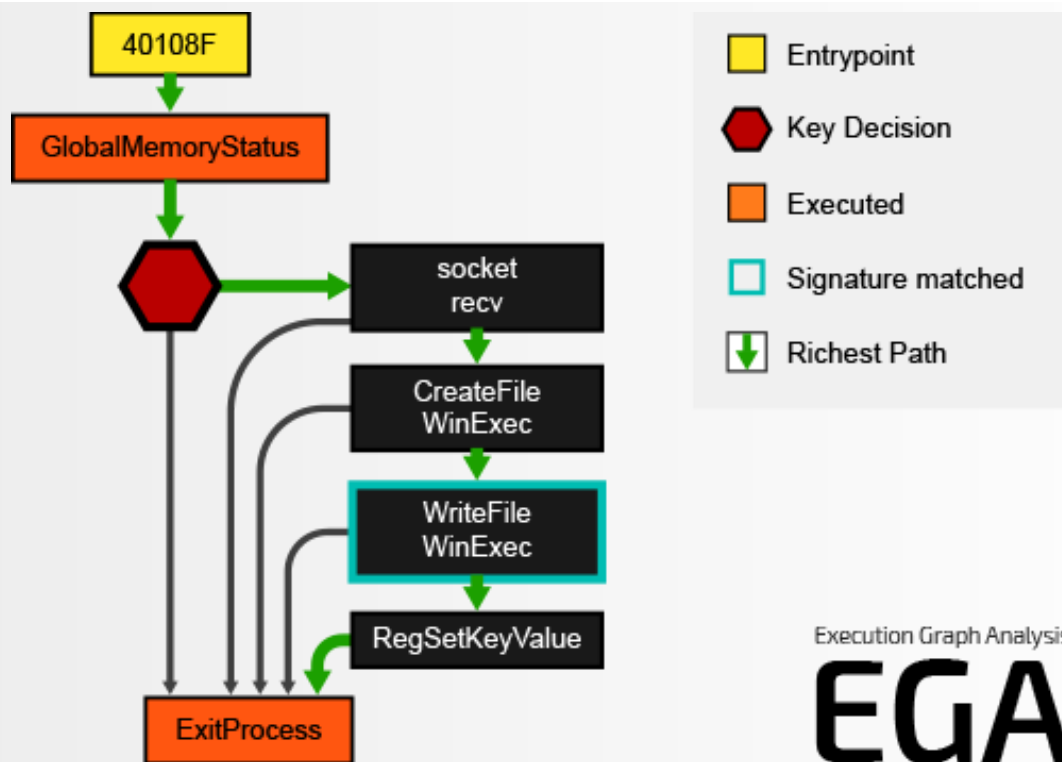 40108F
GlobalMemoryStatus
socket
recv
CreateFile
WinExec
WriteFile
WinExec
RegSetKeyValue
ExitProcess
Entrypoint
Key Decision
Executed
Signature matched
Richest Path
Execution Graph Analysis
EGA